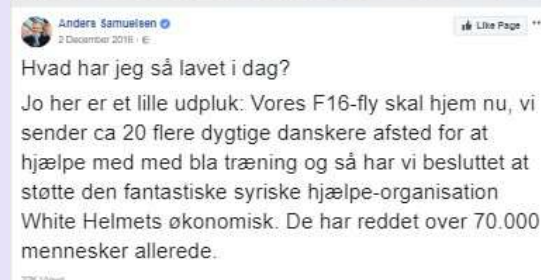 Anders Samuelsen
Like Page
2 December 2016
Hvad har jeg så lavet i dag?
Jo her er et lille udpluk: Vores F16-fly skal hjem nu, vi
sender ca 20 flere dygtige danskere afsted for at
hjælpe med med bla træning og så har vi besluttet at
støtte den fantastiske syriske hjælpe-organisation
White Helmets økonomisk. De har reddet over 70.000
mennesker allerede.